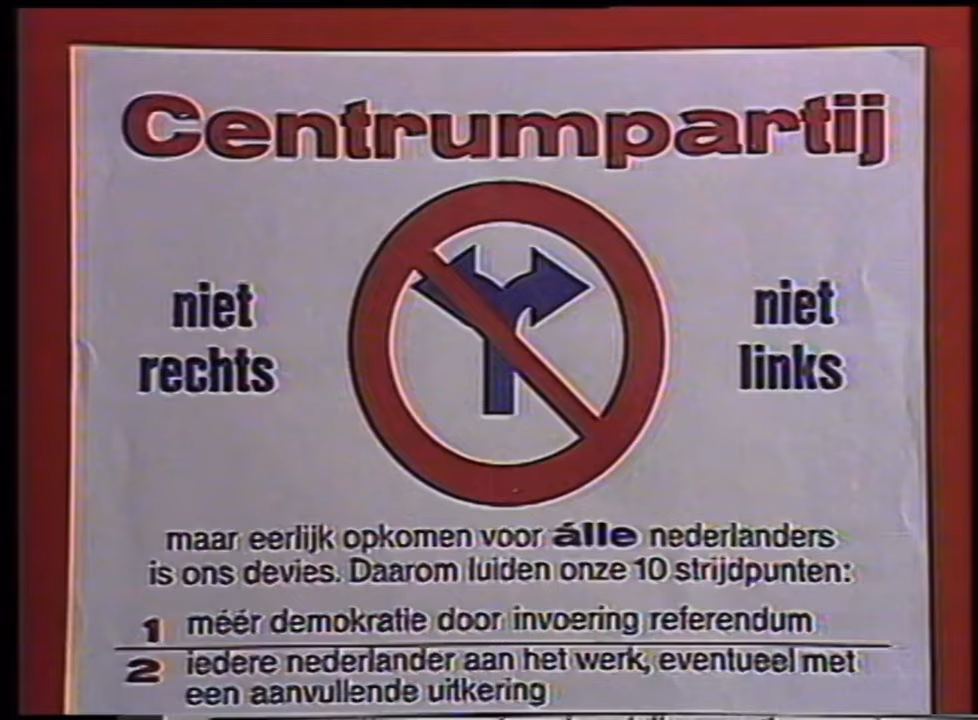 Centrumpartij
niet
rechts
niet
links
maar eerlijk opkomen voor álle nederlanders
is ons devies. Daarom luiden onze 10 strijdpunten:
1 méér demokratie door invoering referendum
2 iedere nederlander aan het werk, eventueel met
een aanvullende uitkering